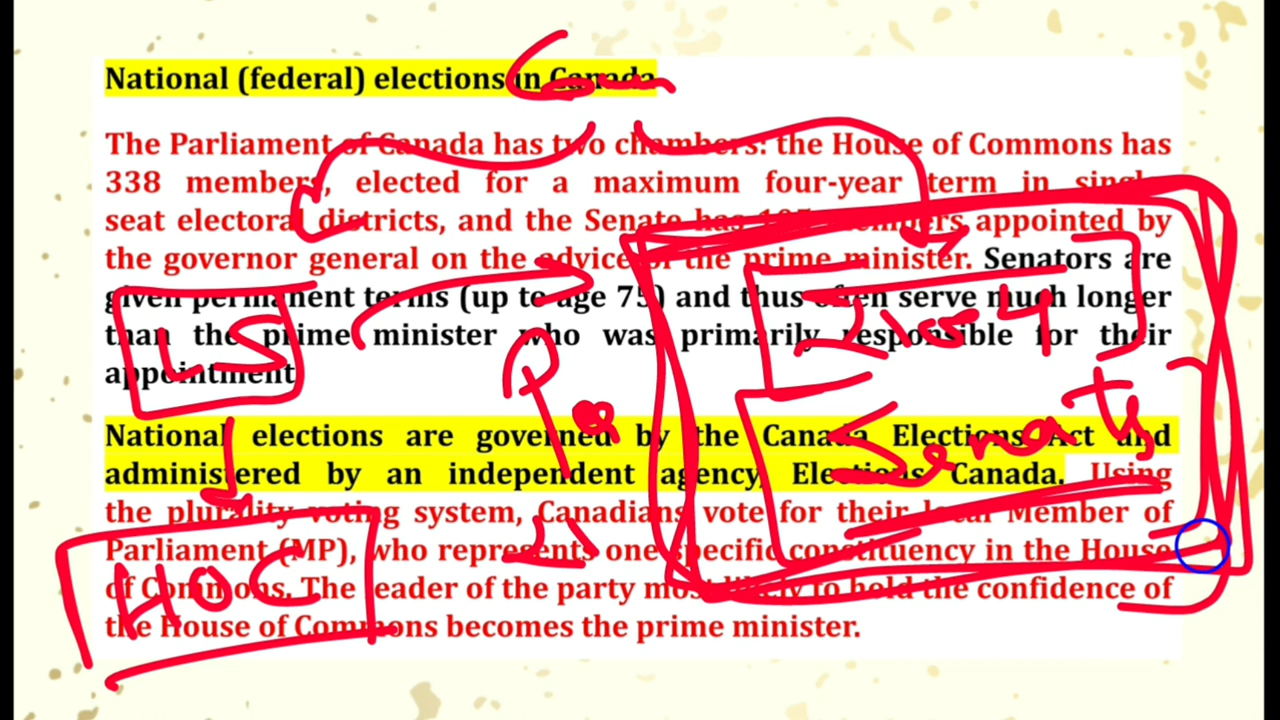 National (federal) elections in Canada
The Parliament of Canada has two chambers: the House of Commons has
338 members, elected for a maximum four-year term in single-
seat electoral districts, and the Senate has 105 members appointed by
the governor general on the advice of the prime minister. Senators are
given permanent terms (up to age 75) and thus often serve much longer
than the prime minister who was primarily responsible for their
appointment.
LS
Senate
HOC
National elections are governed by the Canada Elections Act and
administered by an independent agency, Elections Canada. Using
the plurality voting system, Canadians vote for their local Member of
Parliament (MP), who represents one specific constituency in the House
of Commons. The leader of the party most likely to hold the confidence of
the House of Commons becomes the prime minister.